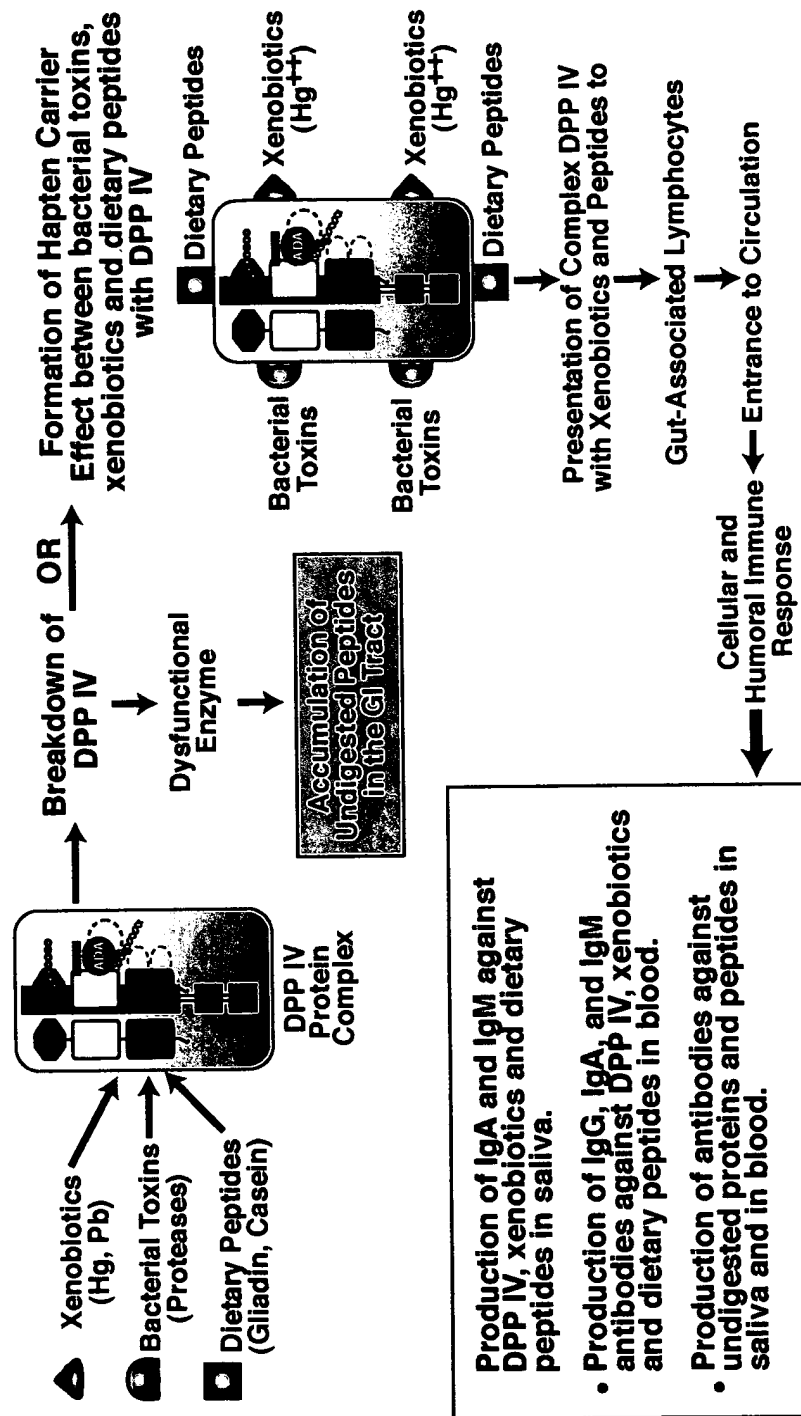 Xenobiotics
(Hg, Pb)
Bacterial Toxins
(Proteases)
Dietary Peptides
(Gliadin, Casein)
ADA
DPP IV
Protein
Complex
Breakdown of
DPP IV
OR
Dysfunctional
Enzyme
Accumulation of
Undigested Peptides
in the GI Tract
Formation of Hapten Carrier
Effect between bacterial toxins,
xenobiotics and dietary peptides
with DPP IV
Dietary Peptides
Bacterial
Toxins
Xenobiotics
(Hg++)
ADA
Bacterial
Toxins
Xenobiotics
(Hg++)
Dietary Peptides
Presentation of Complex DPP IV
with Xenobiotics and Peptides to
Gut-Associated Lymphocytes
Entrance to Circulation
Cellular and
Humoral Immune
Response
Production of IgA and IgM against
DPP IV, xenobiotics and dietary
peptides in saliva.
• Production of IgG, IgA, and IgM
antibodies against DPP IV, xenobiotics
and dietary peptides in blood.
• Production of antibodies against
undigested proteins and peptides in
saliva and in blood.